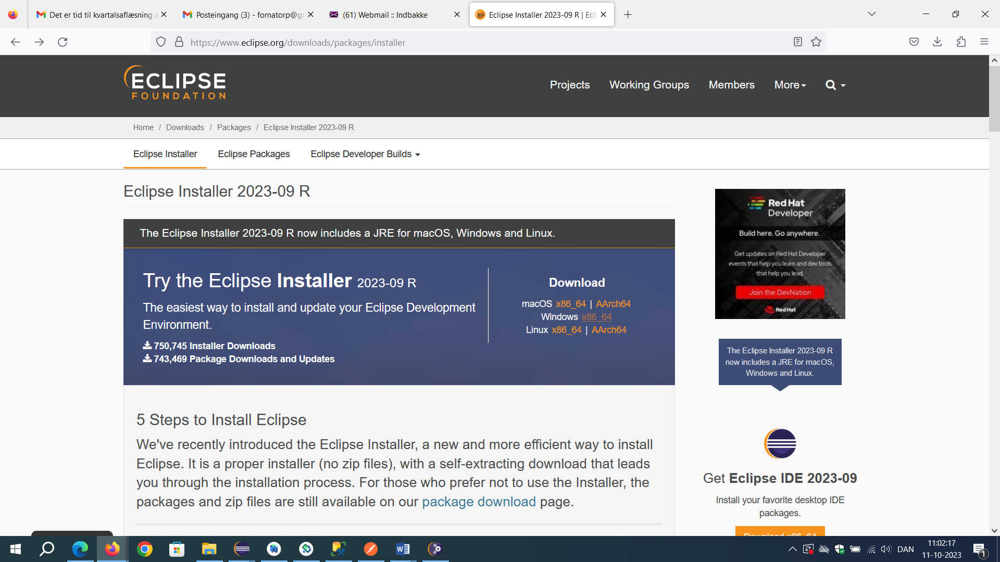 Det er tid til kvartalsaflæsning a
Posteingang (3) - fornatorp@gn
(61) Webmail :: Indbakke
Eclipse Installer 2023-09 R | Ecli
https://www.eclipse.org/downloads/packages/installer
ECLIPSE
FOUNDATION
Projects
Working Groups
Members
More
Home / Downloads / Packages / Eclipse Installer 2023-09 R
Eclipse Installer
Eclipse Packages
Eclipse Developer Builds
Eclipse Installer 2023-09 R
The Eclipse Installer 2023-09 R now includes a JRE for macOS, Windows and Linux.
Try the Eclipse Installer 2023-09 R
The easiest way to install and update your Eclipse Development
Environment.
750,745 Installer Downloads
743,469 Package Downloads and Updates
Download
macOS x86_64 | AArch64
Windows x86_64
Linux x86_64 | AArch64
5 Steps to Install Eclipse
We've recently introduced the Eclipse Installer, a new and more efficient way to install
Eclipse. It is a proper installer (no zip files), with a self-extracting download that leads
you through the installation process. For those who prefer not to use the Installer, the
packages and zip files are still available on our package download page.
Red Hat
Developer
Build here. Go anywhere.
Get updates on Red Hat Developer
events that help you learn and dev tools
that help you lead.
Join the DevNation
Red Hat
The Eclipse Installer 2023-09 R
now includes a JRE for macOS,
Windows and Linux.
Get Eclipse IDE 2023-09
Install your favorite desktop IDE
packages.
Download x86_64
DAN
11:02:17
11-10-2023
1